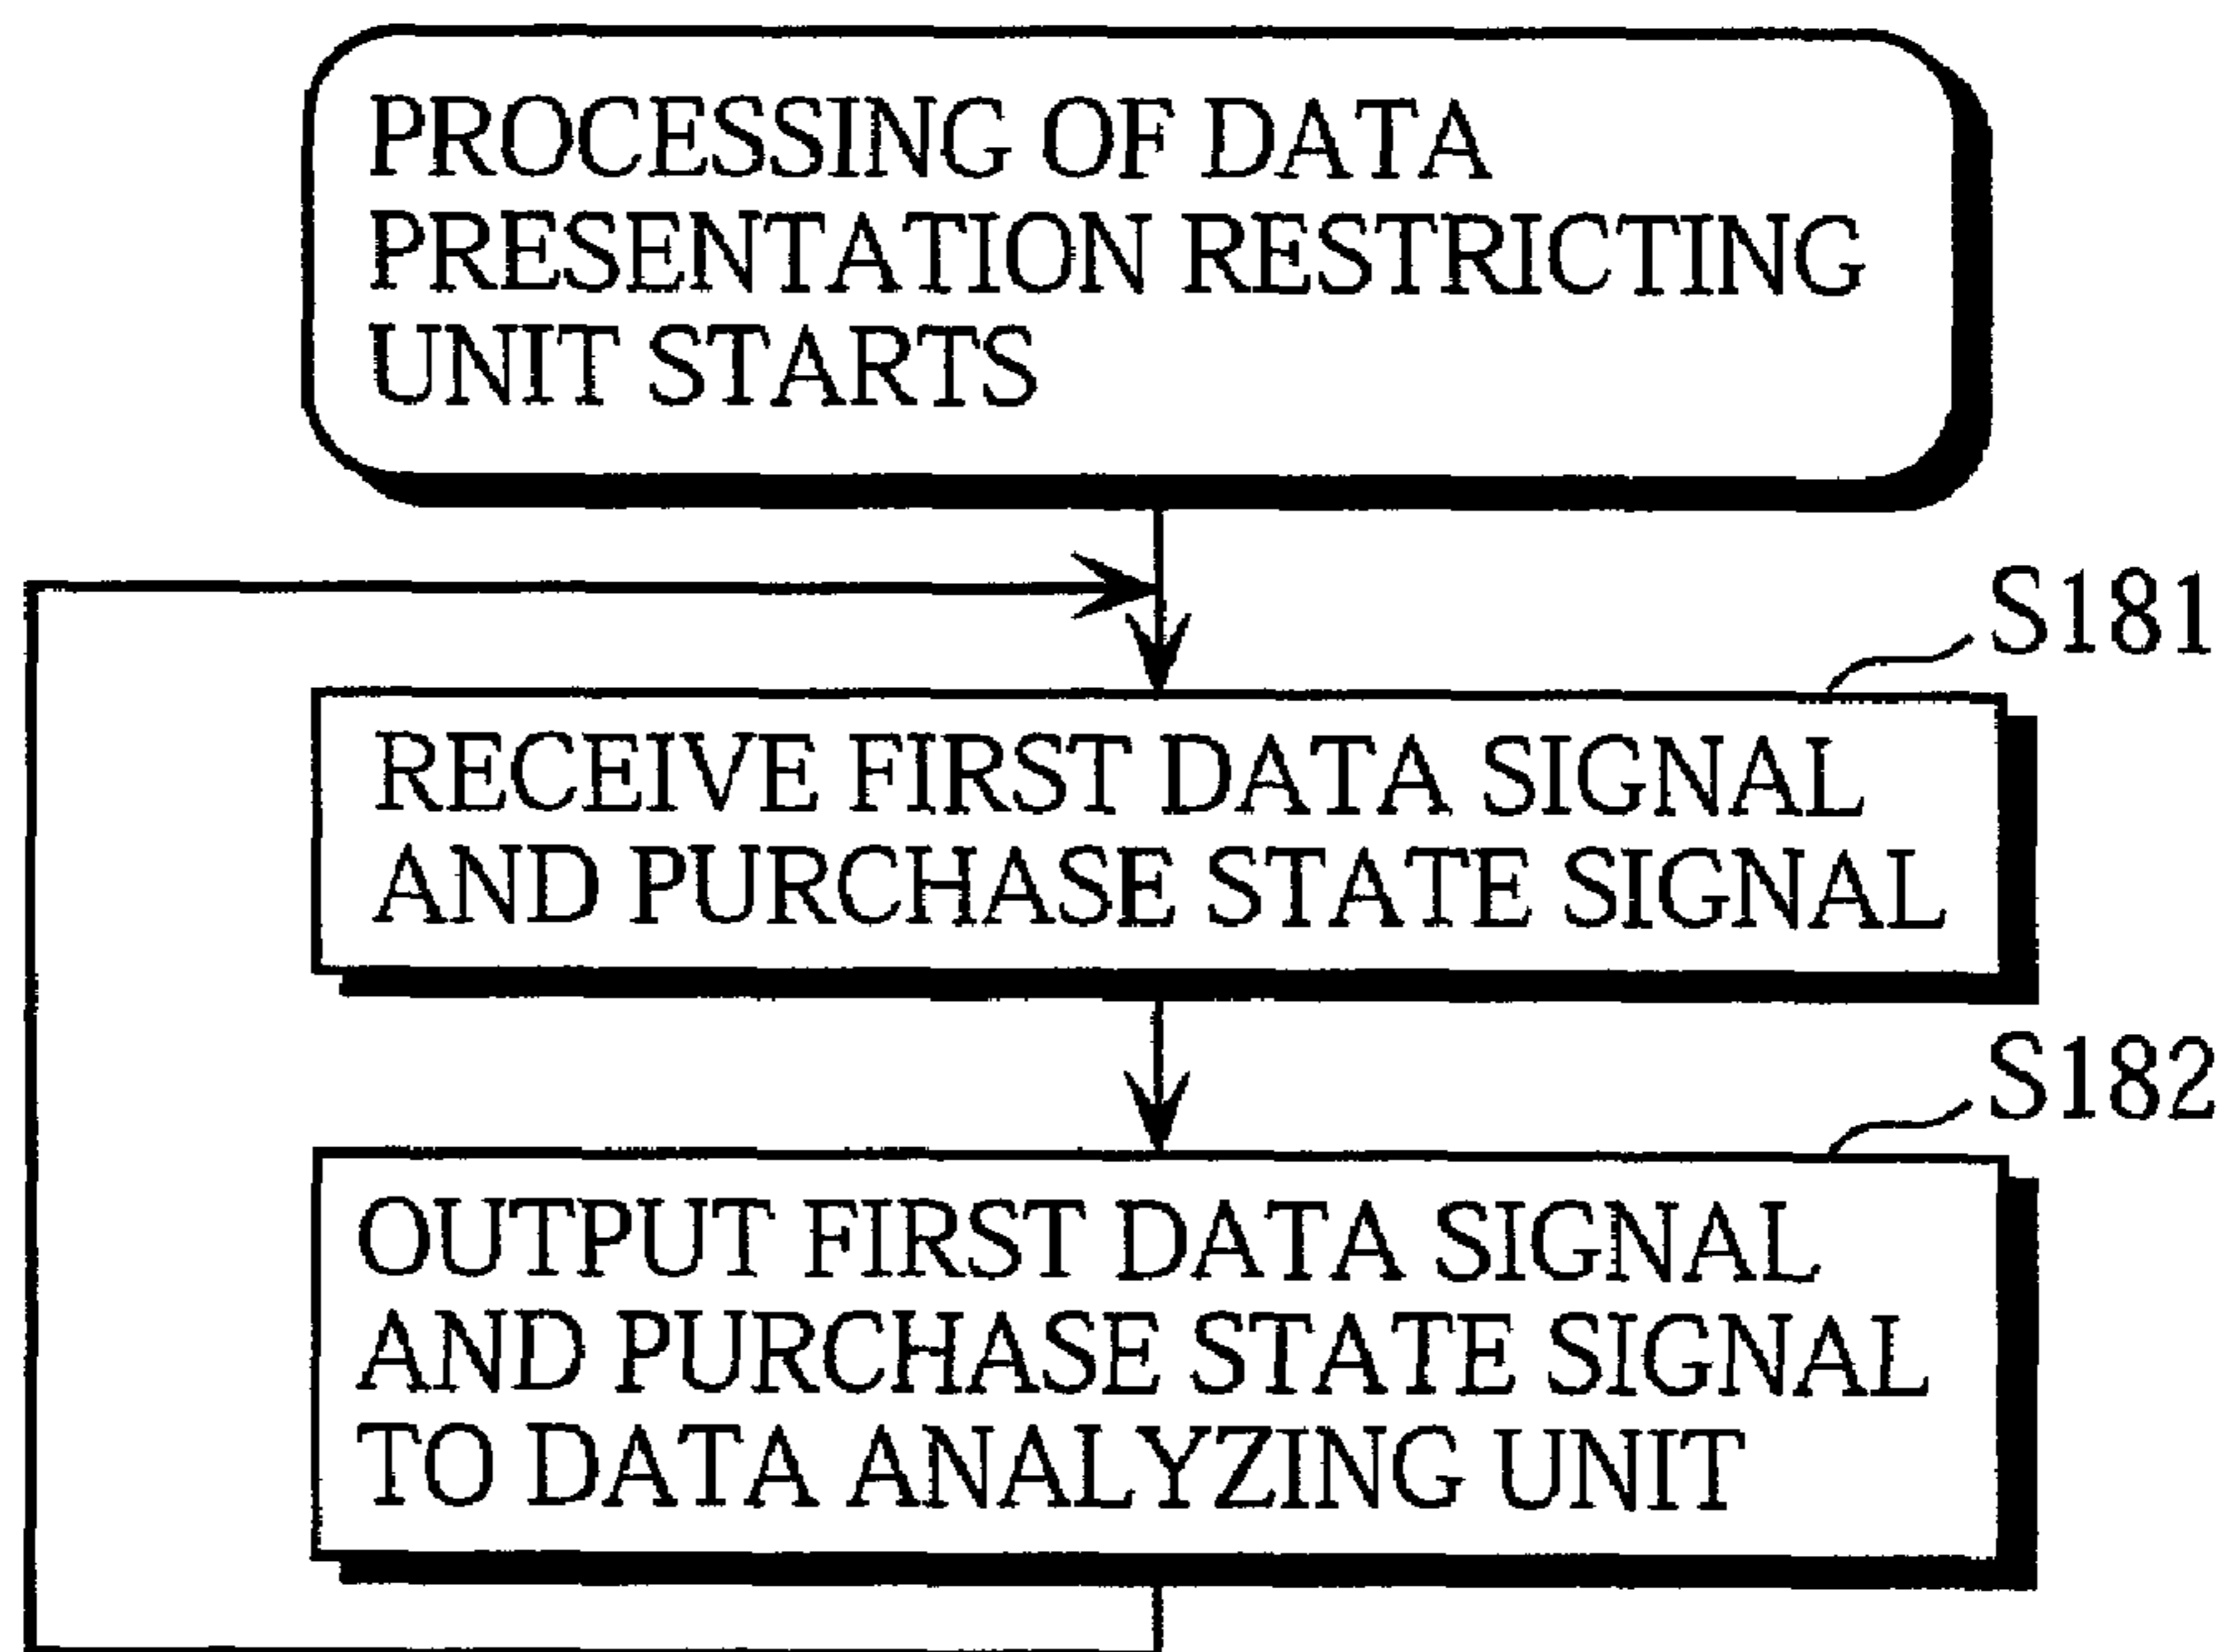 PROCESSING OF DATA
PRESENTATION RESTRICTING
UNIT STARTS
S181
RECEIVE FIRST DATA SIGNAL
AND PURCHASE STATE SIGNAL
S182
OUTPUT FIRST DATA SIGNAL
AND PURCHASE STATE SIGNAL
TO DATA ANALYZING UNIT